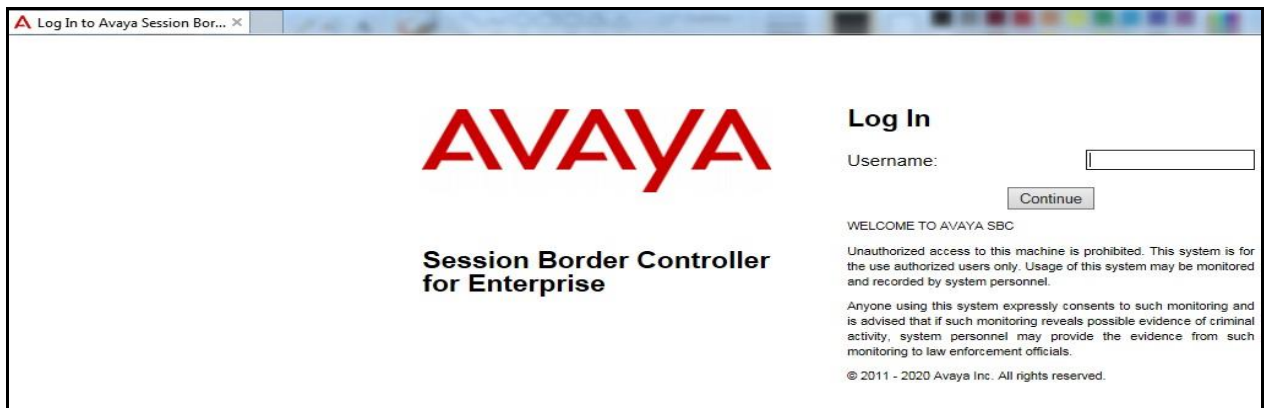 Log In to Avaya Session Bor...
AVAYA
Session Border Controller
for Enterprise
Log In
Username:
Continue
WELCOME TO AVAYA SBC
Unauthorized access to this machine is prohibited. This system is for
the use authorized users only. Usage of this system may be monitored
and recorded by system personnel.
Anyone using this system expressly consents to such monitoring and
is advised that if such monitoring reveals possible evidence of criminal
activity, system personnel may provide the evidence from such
monitoring to law enforcement officials.
© 2011 - 2020 Avaya Inc. All rights reserved.